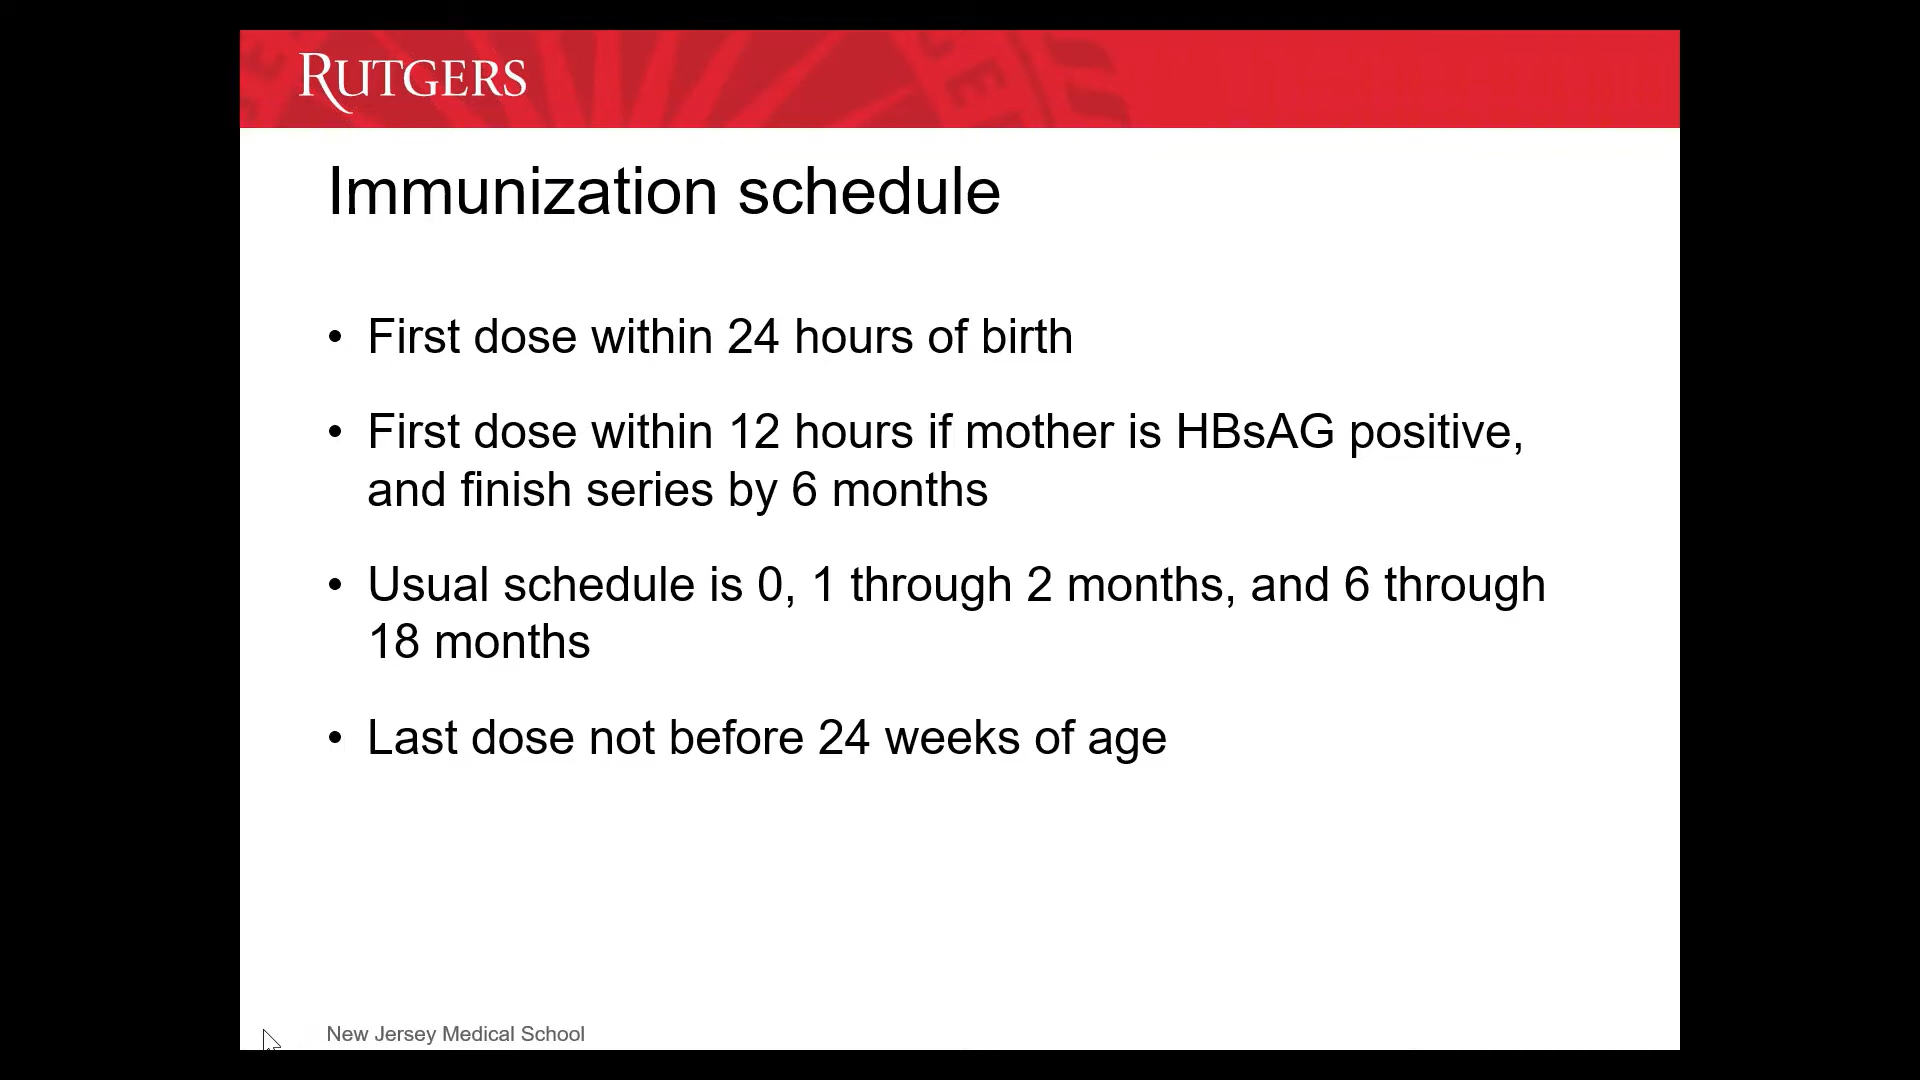 RUTGERS
Immunization schedule
• First dose within 24 hours of birth
• First dose within 12 hours if mother is HBsAG positive,
and finish series by 6 months
• Usual schedule is 0, 1 through 2 months, and 6 through
18 months
• Last dose not before 24 weeks of age
New Jersey Medical School